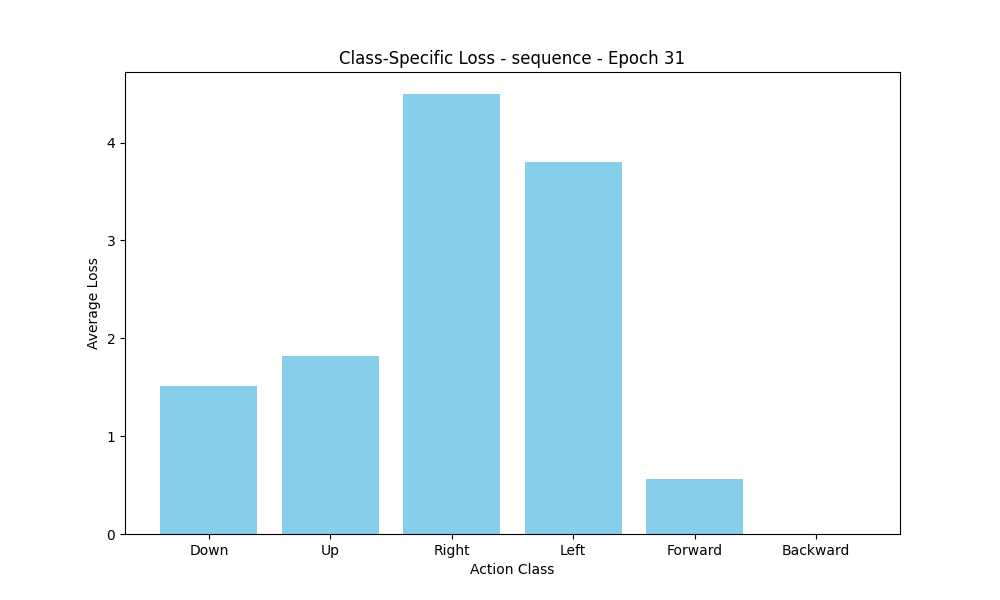 Class-Specific Loss - sequence - Epoch 31
Average Loss
4
3
2
1
0
Down Up Right Left Forward Backward
Action Class